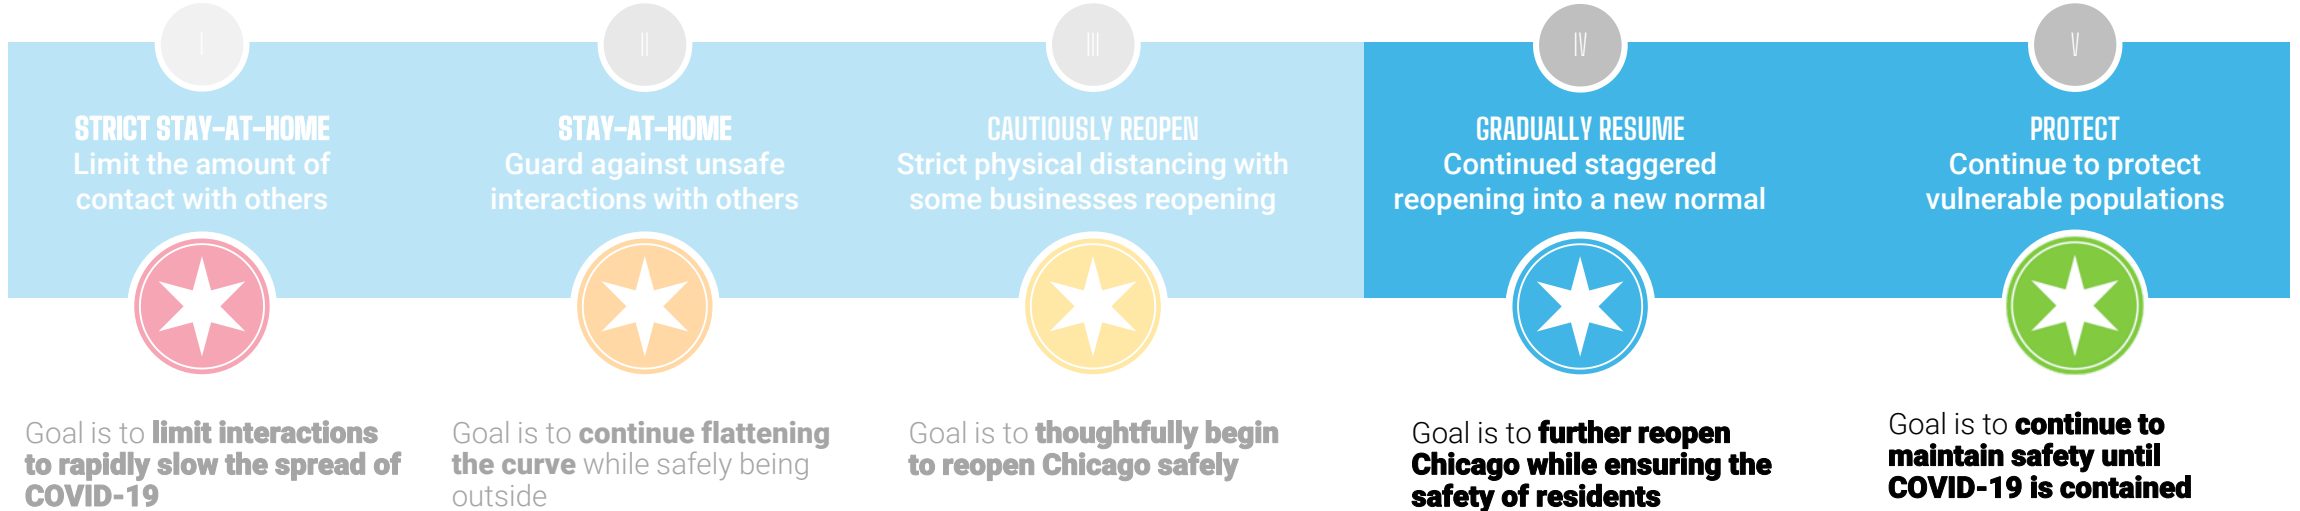 I
STRICT STAY-AT-HOME
Limit the amount of
contact with others
Goal is to limit interactions
to rapidly slow the spread of
COVID-19
II
STAY-AT-HOME
Guard against unsafe
interactions with others
Goal is to continue flattening
the curve while safely being
outside
III
CAUTIOUSLY REOPEN
Strict physical distancing with
some businesses reopening
Goal is to thoughtfully begin
to reopen Chicago safely
IV
GRADUALLY RESUME
Continued staggered
reopening into a new normal
Goal is to further reopen
Chicago while ensuring the
safety of residents
V
PROTECT
Continue to protect
vulnerable populations
Goal is to continue to
maintain safety until
COVID-19 is contained